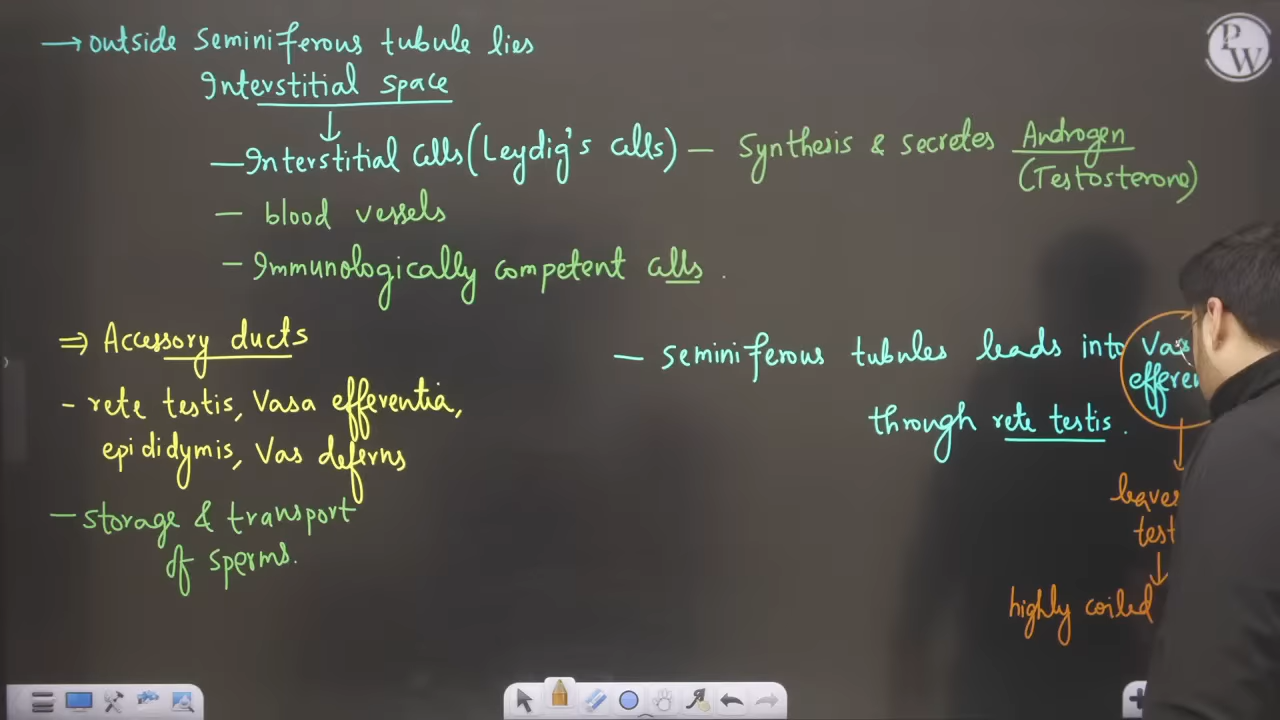 → outside seminiferous tubule lies
Interstitial space
↓
— Interstitial cells (Leydig's cells) — Synthesis & secretes Androgen
(Testosterone)
— blood vessels
— Immunologically competent cells.
⇒ Accessory ducts
- rete testis, Vasa efferentia,
epididymis, Vas deferns
— storage & transport
of sperms.
— seminiferous tubules leads into
through rete testis.
↓
↓
highly coiled
PW